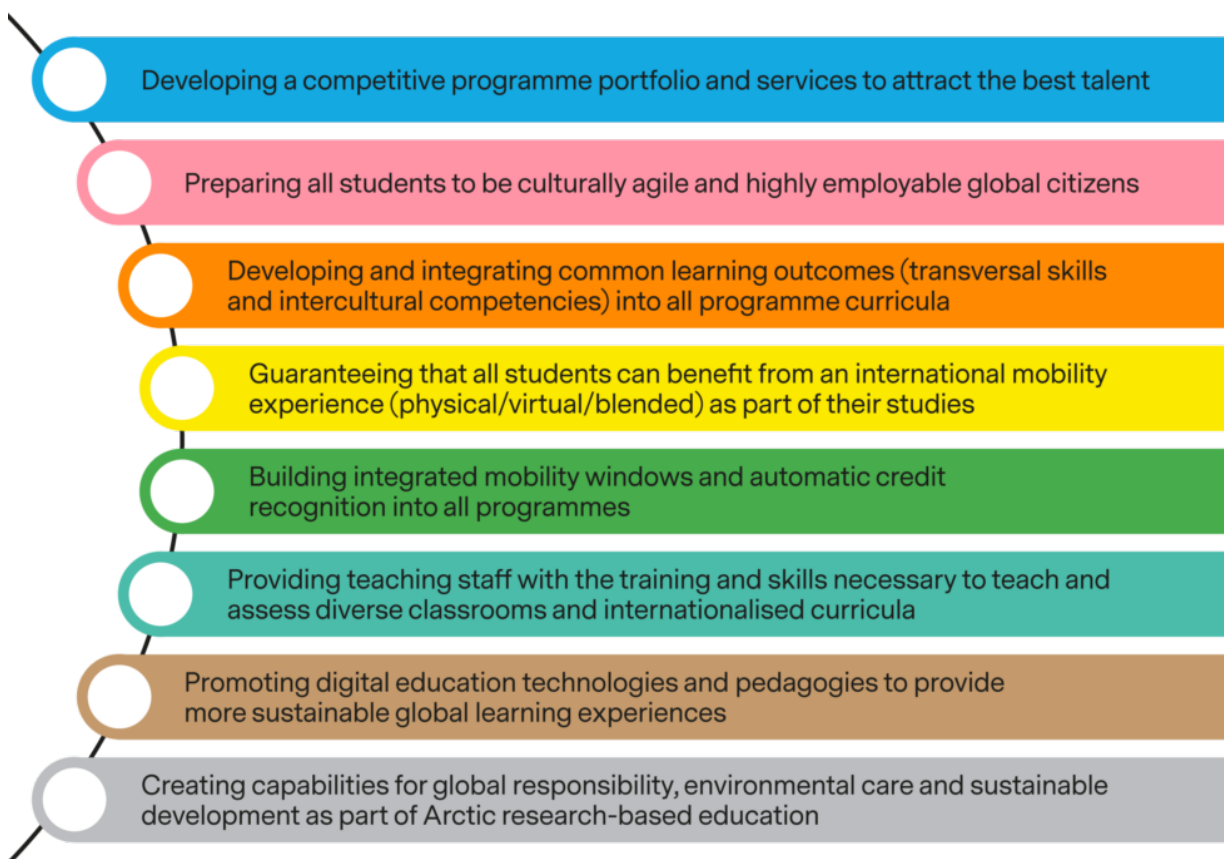 Developing a competitive programme portfolio and services to attract the best talent
Preparing all students to be culturally agile and highly employable global citizens
Developing and integrating common learning outcomes (transversal skills
and intercultural competencies) into all programme curricula
Guaranteeing that all students can benefit from an international mobility
experience (physical/virtual/blended) as part of their studies
Building integrated mobility windows and automatic credit
recognition into all programmes
Providing teaching staff with the training and skills necessary to teach and
assess diverse classrooms and internationalised curricula
Promoting digital education technologies and pedagogies to provide
more sustainable global learning experiences
Creating capabilities for global responsibility, environmental care and sustainable
development as part of Arctic research-based education